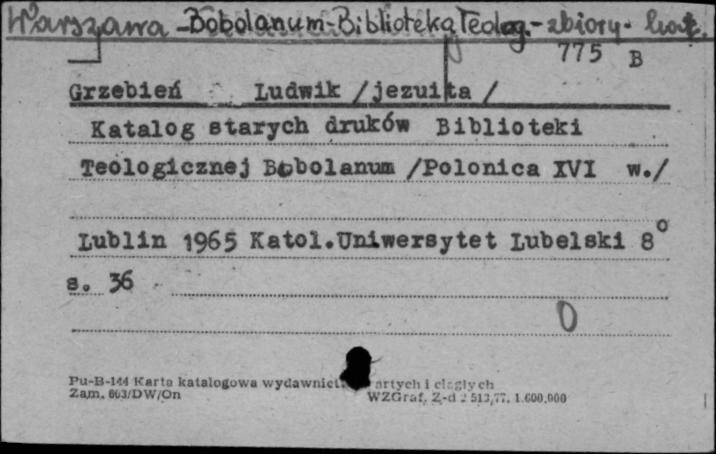 Warszawa - Bobolanum-Biblioteka Teolog.- zbiory- kat.
775 B
Grzebień Ludwik /jezuita/
Katalog starych druków Biblioteki
Teologicznej Bobolanum /Polonica XVI w./
Lublin 1965 Katol.Uniwersytet Lubelski 8°
s. 36
0
Pu-B-144 Karta katalogowa wydawnict artych i ciągłych
Zam. 603/DW/On WZGraf. Z-d 2 513,77. 1.600.000